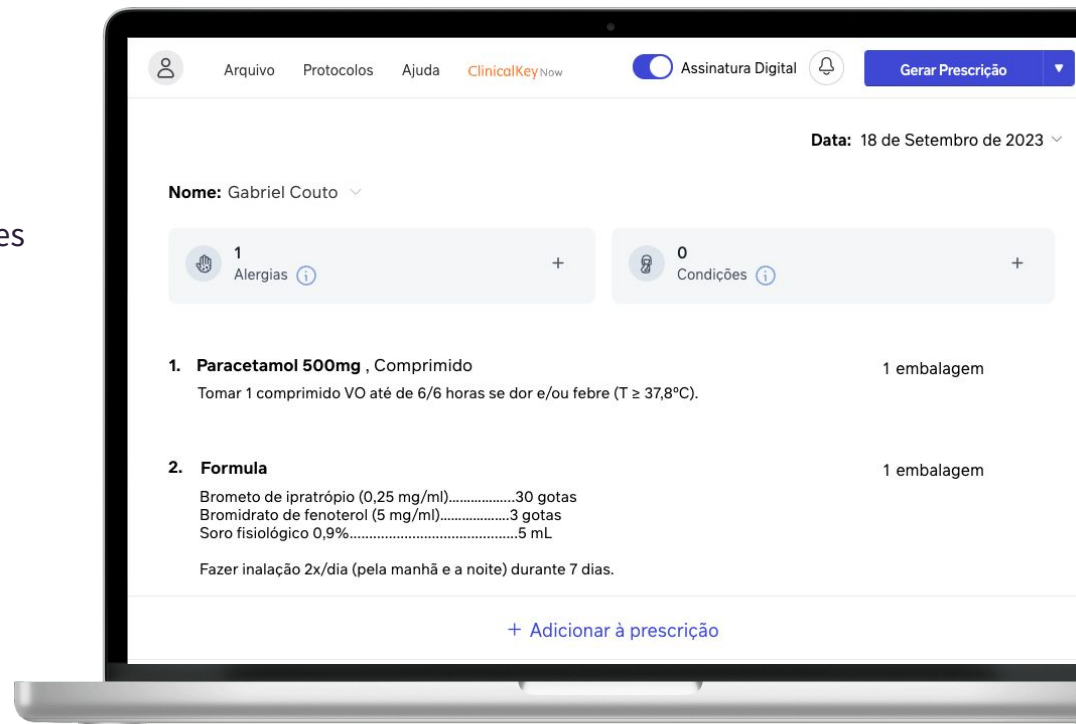 Arquivo Protocolos Ajuda ClinicalKey Now Assinatura Digital Gerar Prescrição
Data: 18 de Setembro de 2023
es
Nome: Gabriel Couto
1
Alergias
0
Condições
1. Paracetamol 500mg , Comprimido 1 embalagem
Tomar 1 comprimido VO até de 6/6 horas se dor e/ou febre (T ≥ 37,8ºC).
2. Formula 1 embalagem
Brometo de ipratrópio (0,25 mg/ml)..................30 gotas
Bromidrato de fenoterol (5 mg/ml)...................3 gotas
Soro fisiológico 0,9%...........................................5 mL
Fazer inalação 2x/dia (pela manhã e a noite) durante 7 dias.
+ Adicionar à prescrição